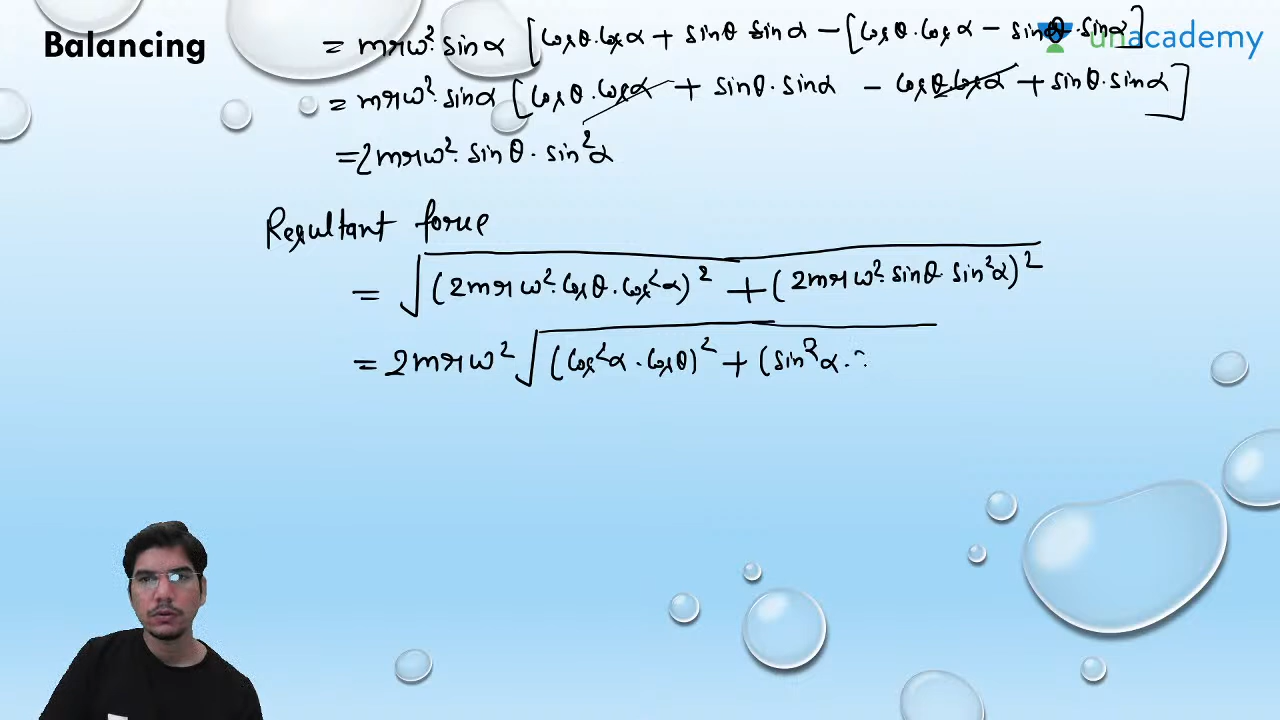 Balancing
= mrω² sinα [cosθ.cosα + sinθ sinα - [cosθ.cosα - sinθ.sinα]
unacademy
= mrω² sinα [cosθ.cosα + sinθ.sinα - cosθ cosα + sinθ.sinα]
= 2mrω². sinθ. sin²α
Resultant force
= √(2mrω².cosθ.cos²α)² + (2mrω² sinθ sin²α)²
= 2mrω² √(cos²α.cosθ)² + (sin²α.